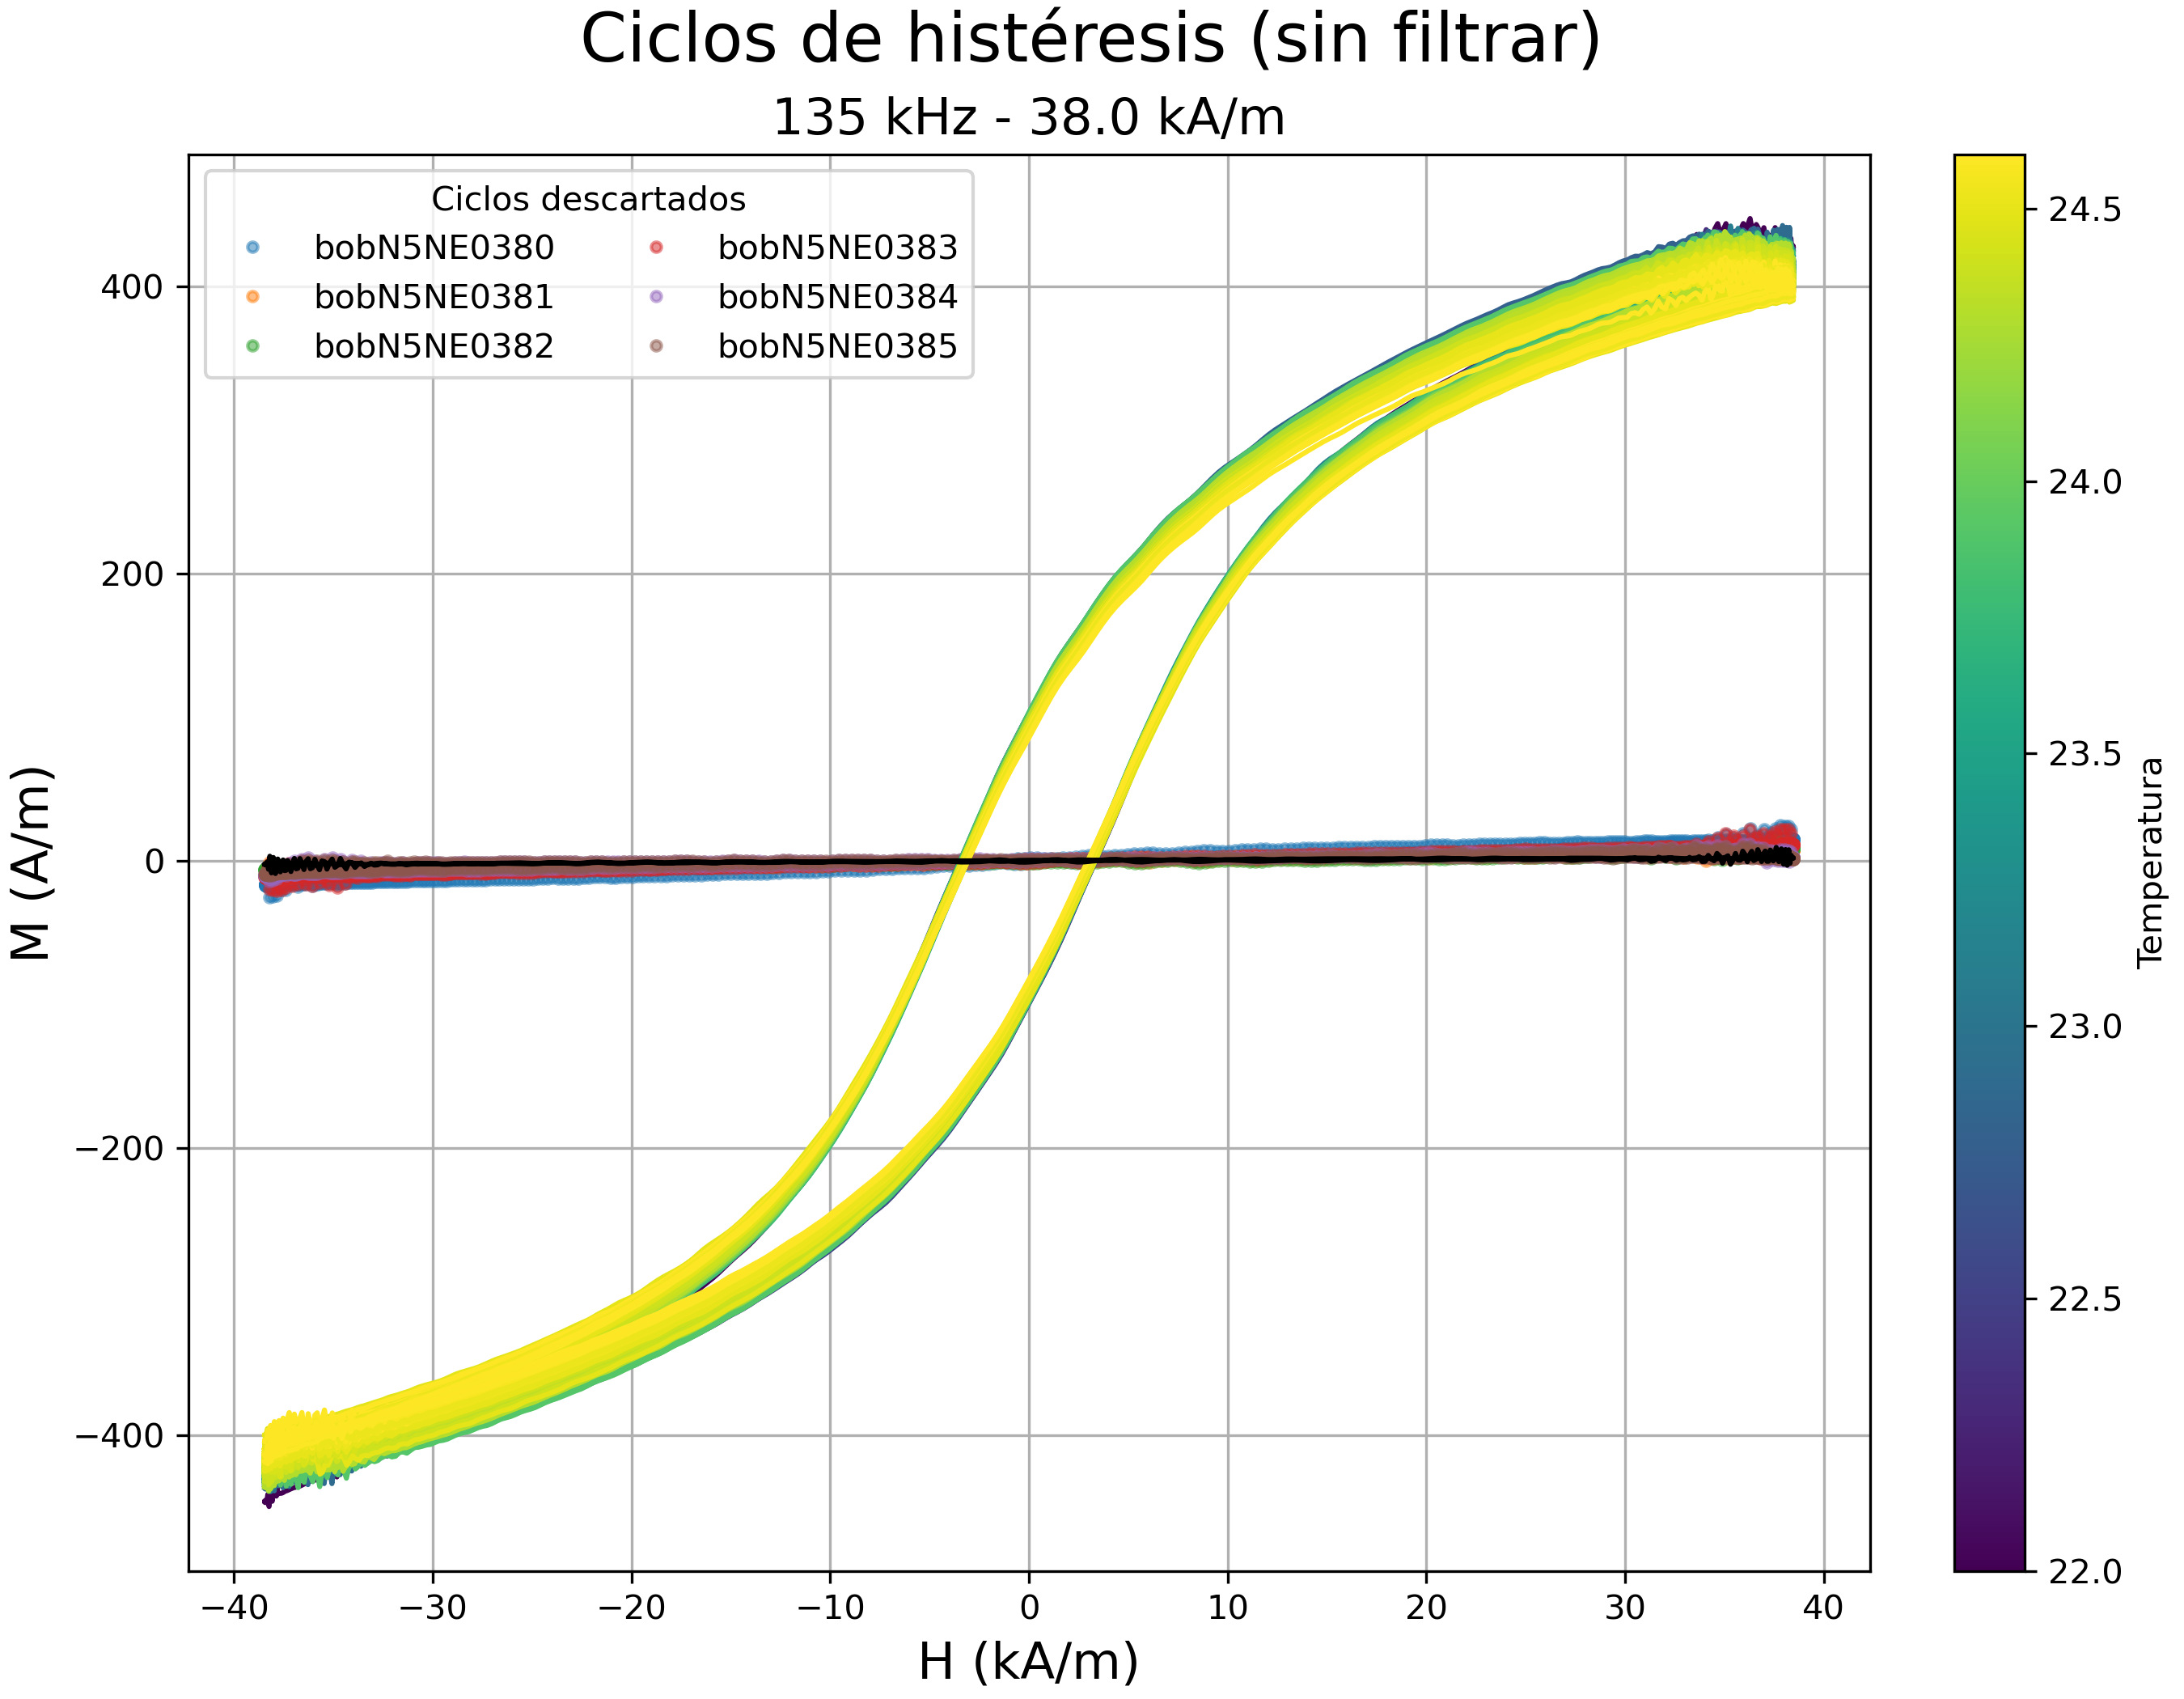 Ciclos de histéresis (sin filtrar)
135 kHz - 38.0 kA/m
Ciclos descartados
bobN5NE0380 bobN5NE0383
bobN5NE0381 bobN5NE0384
bobN5NE0382 bobN5NE0385
M (A/m)
400
200
0
−200
−400
−40 −30 −20 −10 0 10 20 30 40
H (kA/m)
24.5
24.0
23.5
23.0
22.5
22.0
Temperatura